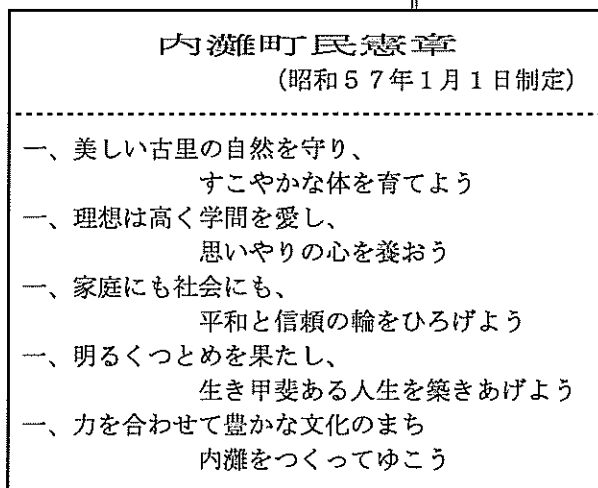 内灘町民憲章
(昭和57年1月1日制定)
一、美しい古里の自然を守り、
すこやかな体を育てよう
一、理想は高く学問を愛し、
思いやりの心を養おう
一、家庭にも社会にも、
平和と信頼の輪をひろげよう
一、明るくつとめを果たし、
生き甲斐ある人生を築きあげよう
一、力を合わせて豊かな文化のまち
内灘をつくってゆこう